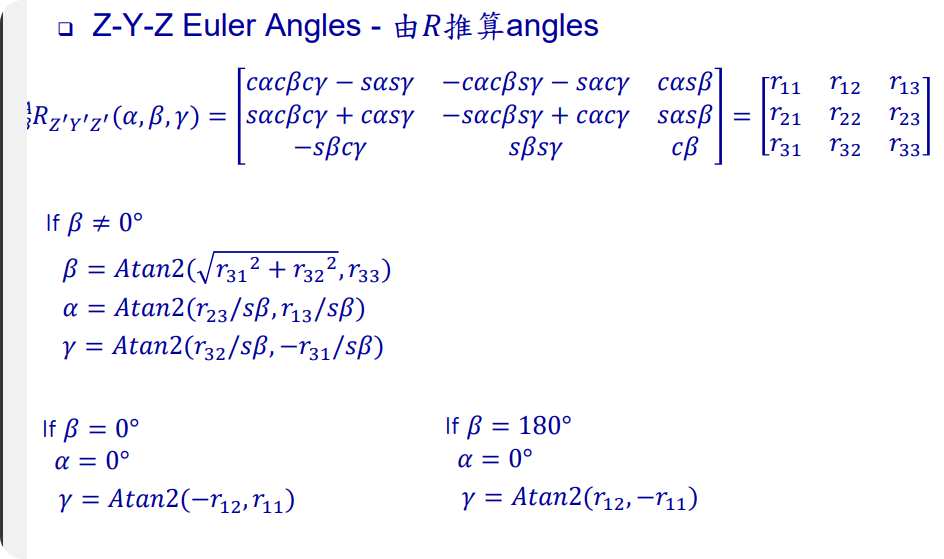 ❑ Z-Y-Z Euler Angles - 由R推算angles
R_{Z'Y'Z'}(α, β, γ) = [cαcβcγ − sαsγ −cαcβsγ − sαcγ cαsβ; sαcβcγ + cαsγ −sαcβsγ + cαcγ sαsβ; −sβcγ sβsγ cβ] = [r₁₁ r₁₂ r₁₃; r₂₁ r₂₂ r₂₃; r₃₁ r₃₂ r₃₃]
If β ≠ 0°
β = Atan2(√(r₃₁² + r₃₂²), r₃₃)
α = Atan2(r₂₃/sβ, r₁₃/sβ)
γ = Atan2(r₃₂/sβ, −r₃₁/sβ)
If β = 0°
α = 0°
γ = Atan2(−r₁₂, r₁₁)
If β = 180°
α = 0°
γ = Atan2(r₁₂, −r₁₁)